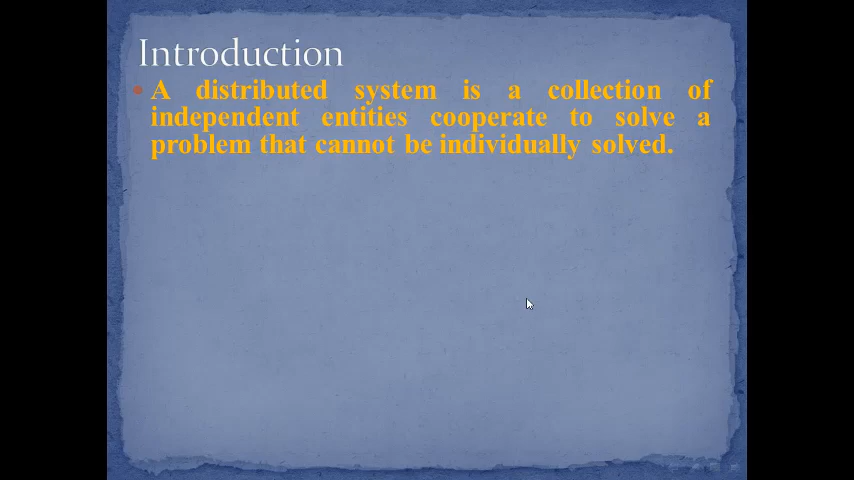 Introduction
• A distributed system is a collection of
independent entities cooperate to solve a
problem that cannot be individually solved.